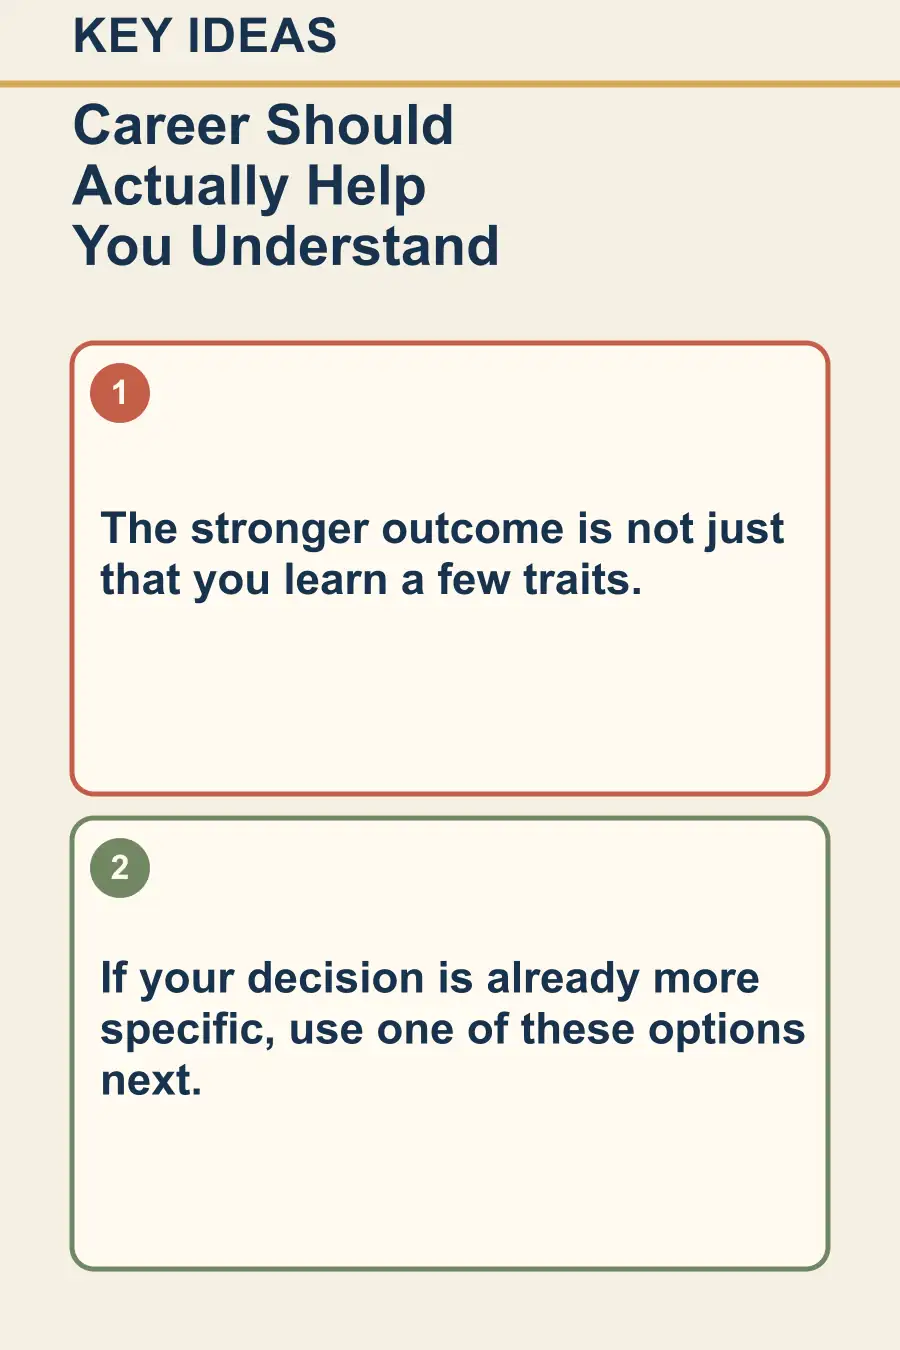 KEY IDEAS
Career Should
Actually Help
You Understand
1
The stronger outcome is not just
that you learn a few traits.
2
If your decision is already more
specific, use one of these options
next.